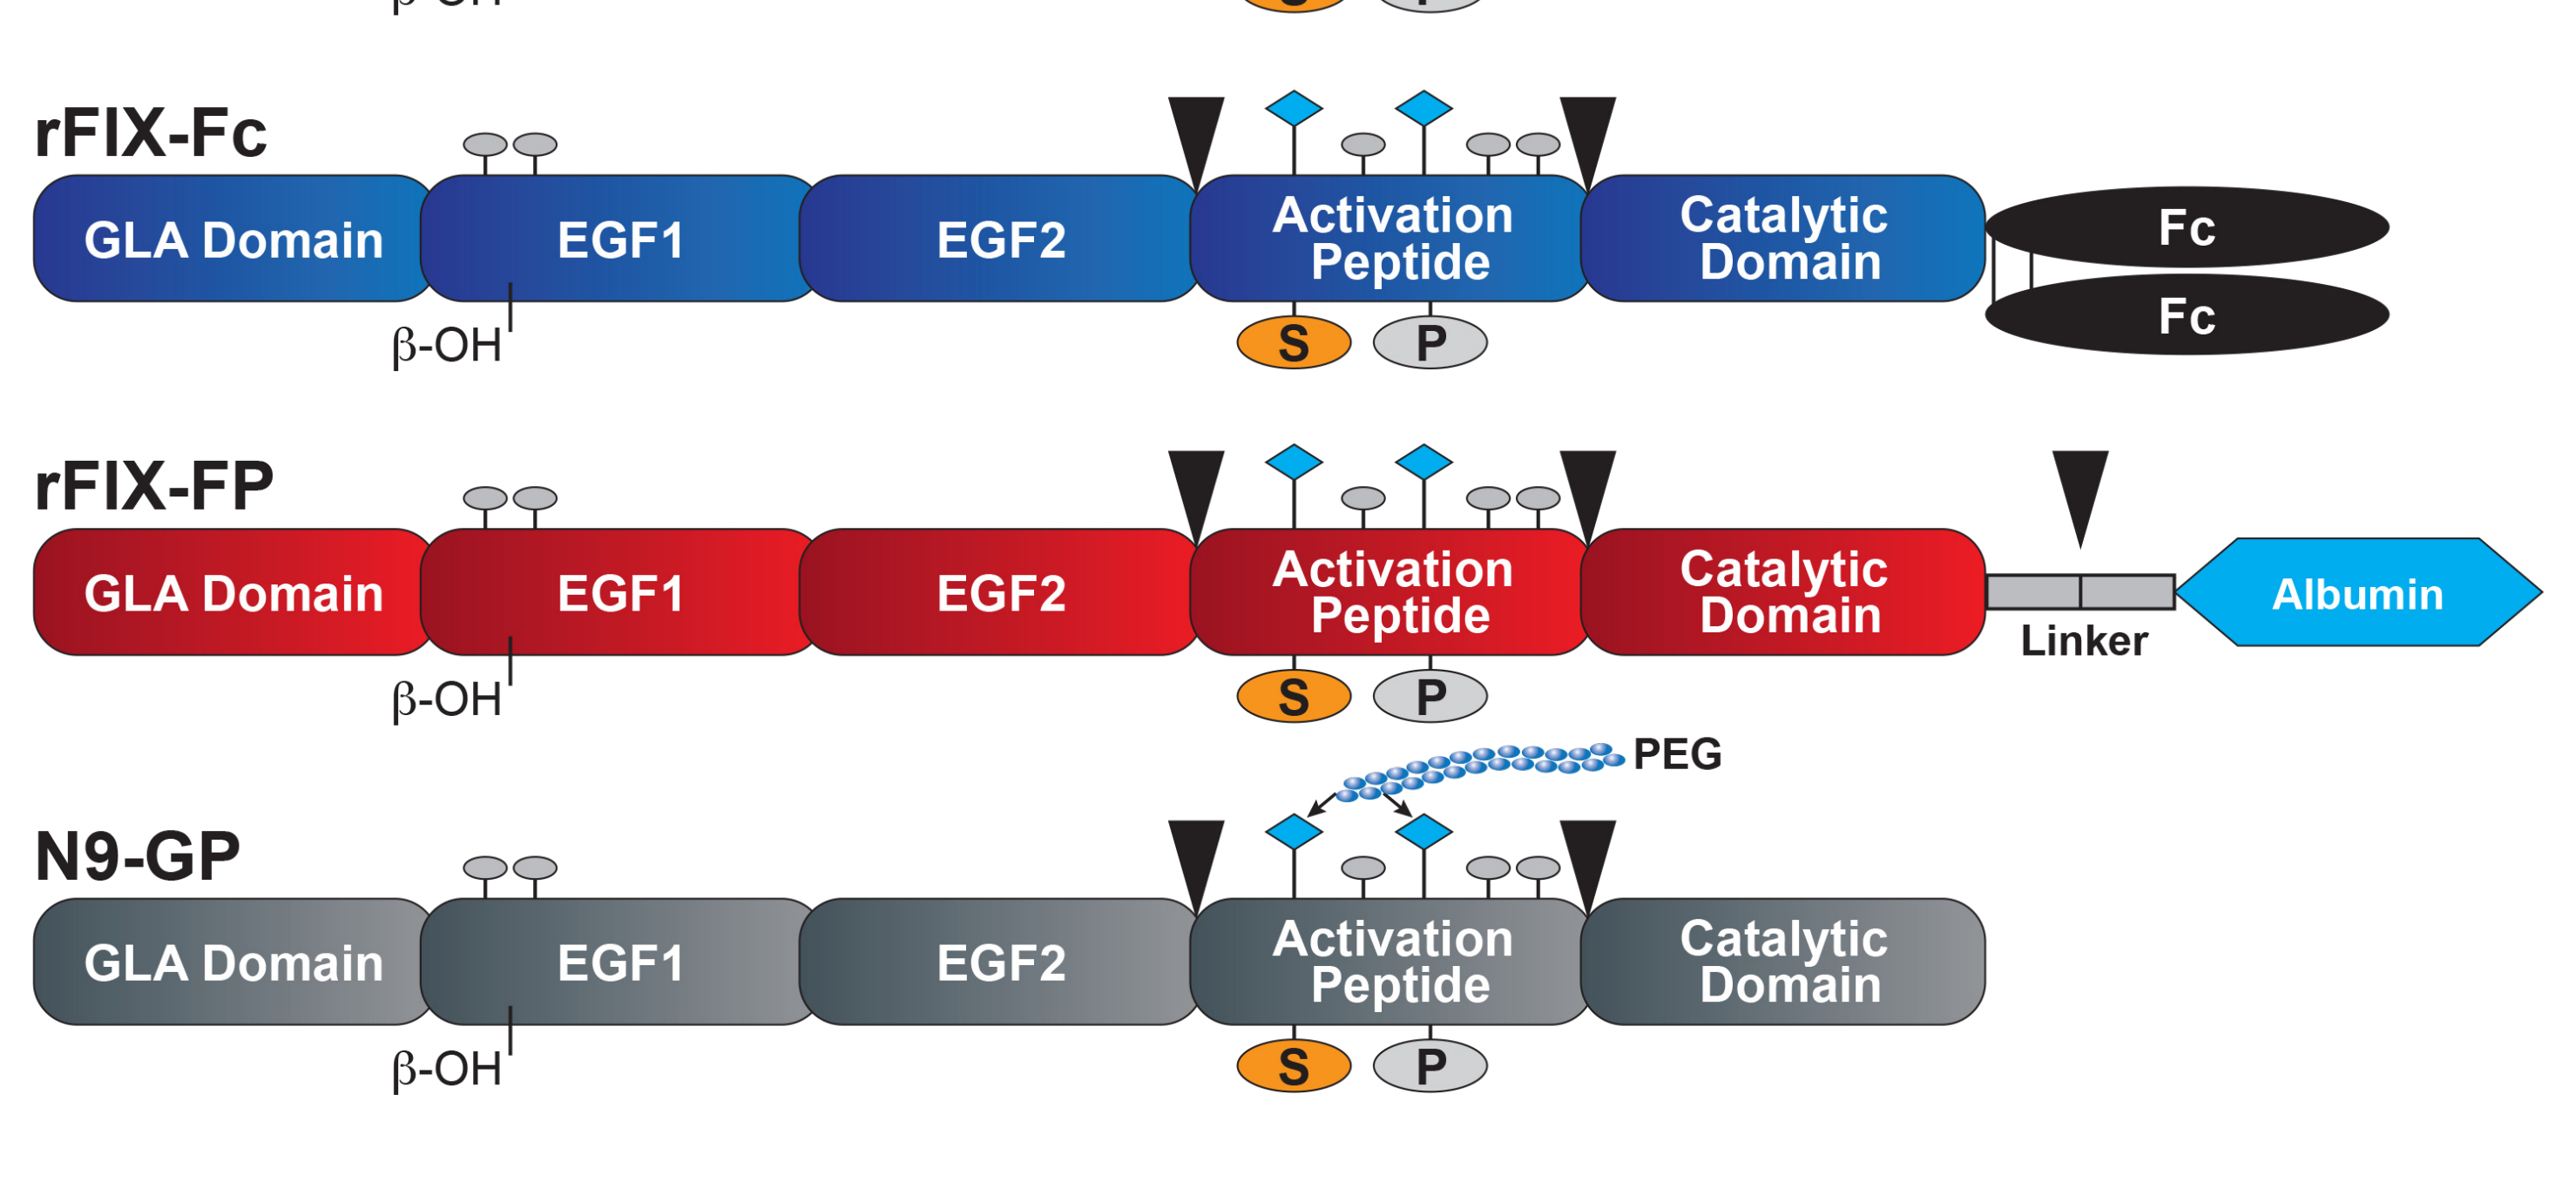 β-OH S P
rFIX-Fc
GLA Domain EGF1 EGF2 Activation Peptide Catalytic Domain Fc
Fc
β-OH S P
rFIX-FP
GLA Domain EGF1 EGF2 Activation Peptide Catalytic Domain Albumin
Linker
β-OH S P
PEG
N9-GP
GLA Domain EGF1 EGF2 Activation Peptide Catalytic Domain
β-OH S P